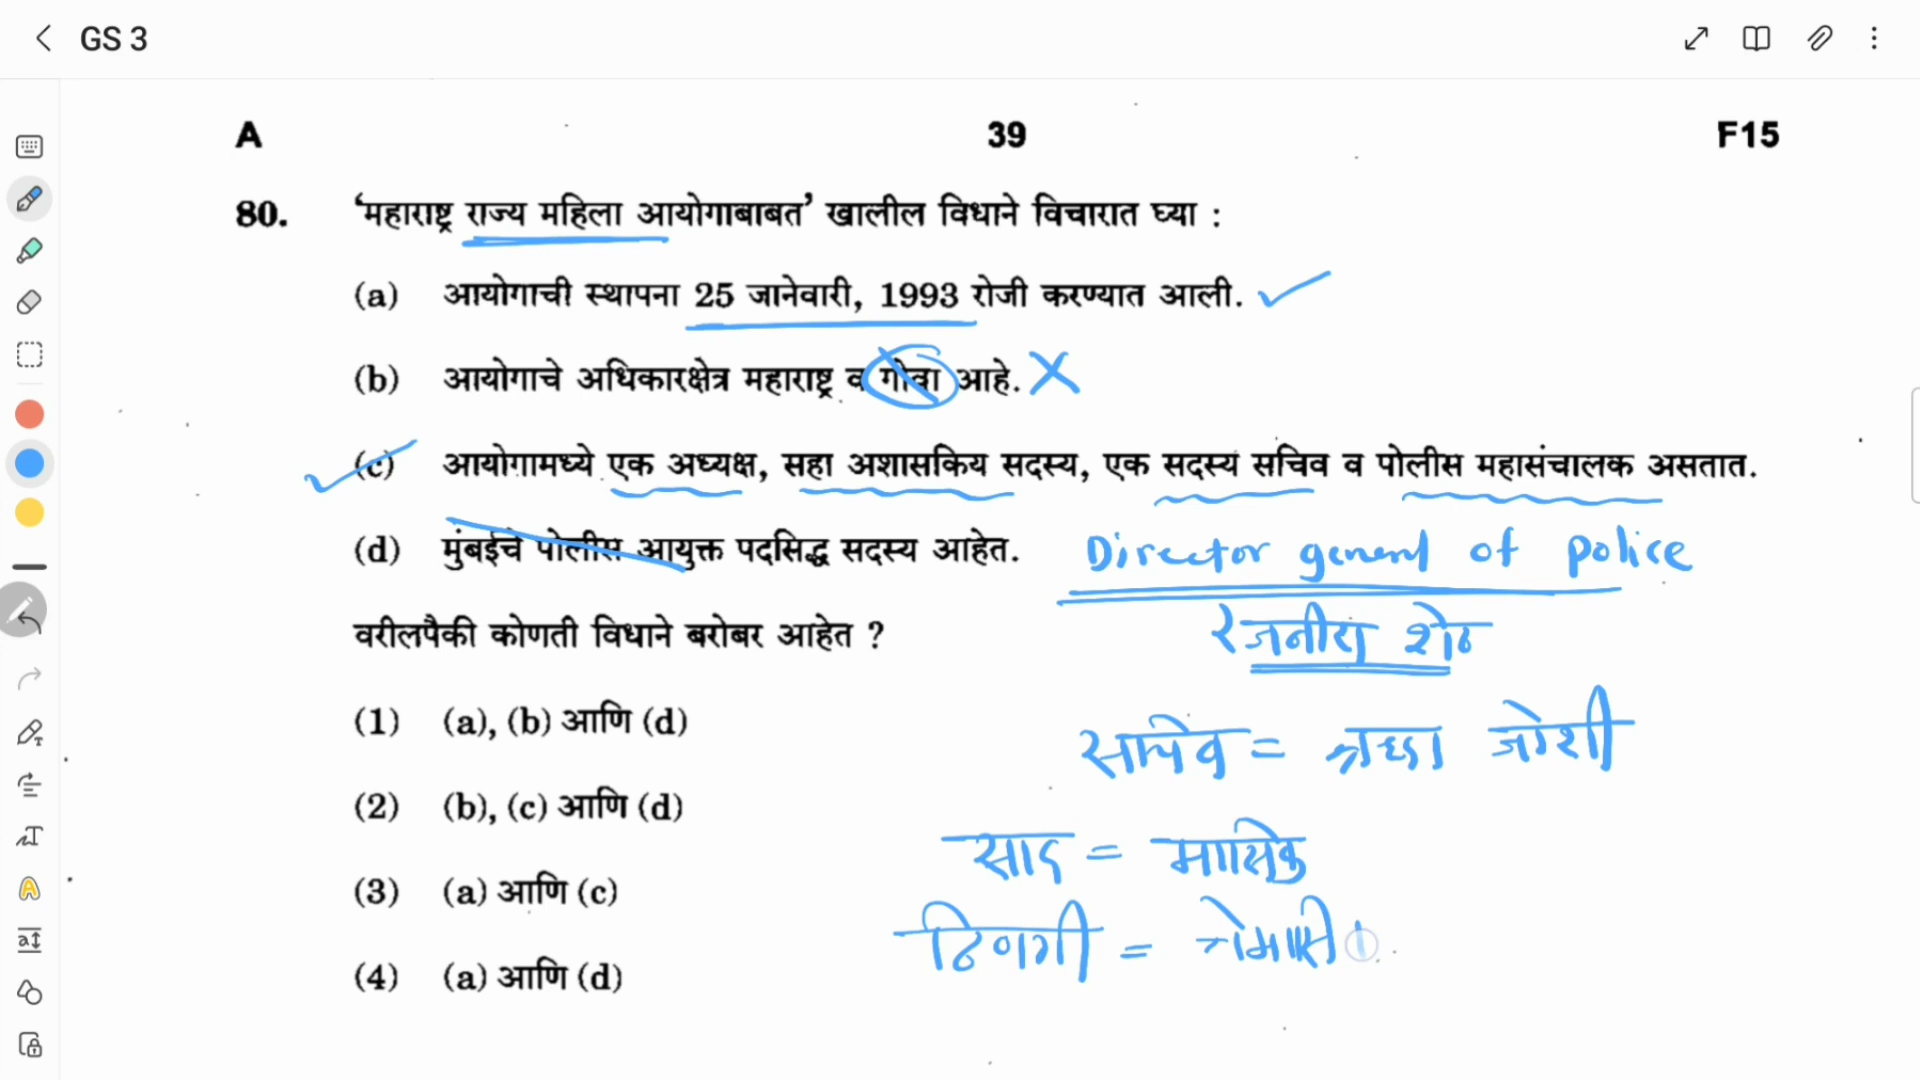 GS 3
A 39 F15
80. ‘महाराष्ट्र राज्य महिला आयोगाबाबत’ खालील विधाने विचारात घ्या :
(a) आयोगाची स्थापना 25 जानेवारी, 1993 रोजी करण्यात आली.
(b) आयोगाचे अधिकारक्षेत्र महाराष्ट्र व गोवा आहे.
(c) आयोगामध्ये एक अध्यक्ष, सहा अशासकिय सदस्य, एक सदस्य सचिव व पोलीस महासंचालक असतात.
(d) मुंबईचे पोलीस आयुक्त पदसिद्ध सदस्य आहेत.
Director general of police
वरीलपैकी कोणती विधाने बरोबर आहेत ?
रजनीश शेठ
(1) (a), (b) आणि (d)
सचिव = श्रद्धा जोशी
(2) (b), (c) आणि (d)
साद = मासिक
(3) (a) आणि (c)
=
(4) (a) आणि (d)